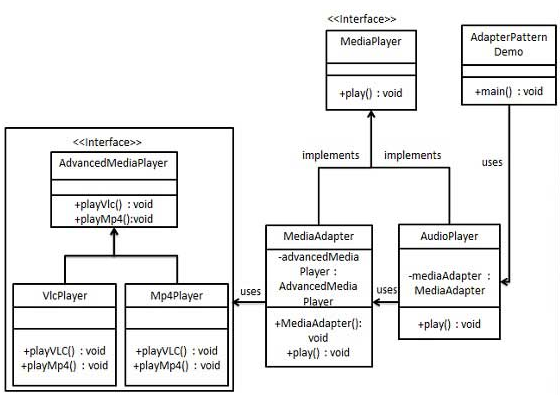 <<Interface>>
MediaPlayer
+play() : void
AdapterPattern
Demo
+main() : void
implements
implements
uses
<<Interface>>
AdvancedMediaPlayer
+playVlc() : void
+playMp4():void
VlcPlayer
+playVLC() : void
+playMp4() : void
Mp4Player
+playVLC() : void
+playMp4() : void
uses
MediaAdapter
-advancedMedia
Player :
AdvancedMedia
Player
+MediaAdapter():
void
+play() : void
uses
AudioPlayer
-mediaAdapter :
MediaAdapter
+play() : void